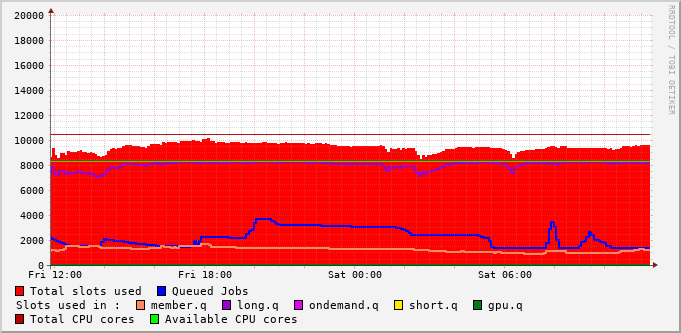 20000
18000
16000
14000
12000
10000
8000
6000
4000
2000
0
Fri 12:00 Fri 18:00 Sat 00:00 Sat 06:00
RRDTOOL / TOBI OETIKER
Total slots used Queued Jobs
Slots used in : member.q long.q ondemand.q short.q gpu.q
Total CPU cores Available CPU cores